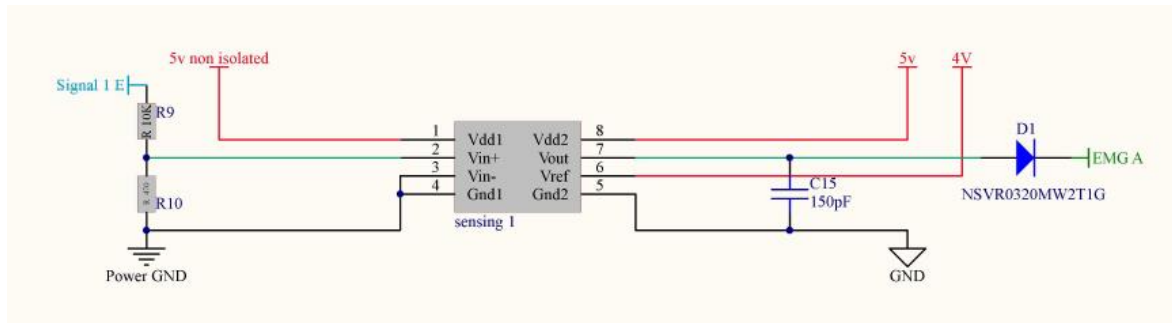 5v non isolated
5v
4V
Signal 1 E
R9
R 10K
D1
1
Vdd1
Vdd2
8
2
Vin+
Vout
7
EMG A
3
Vin-
Vref
6
4
Gnd1
Gnd2
5
C15
150pF
NSVR0320MW2T1G
R 470
R10
sensing 1
Power GND
GND